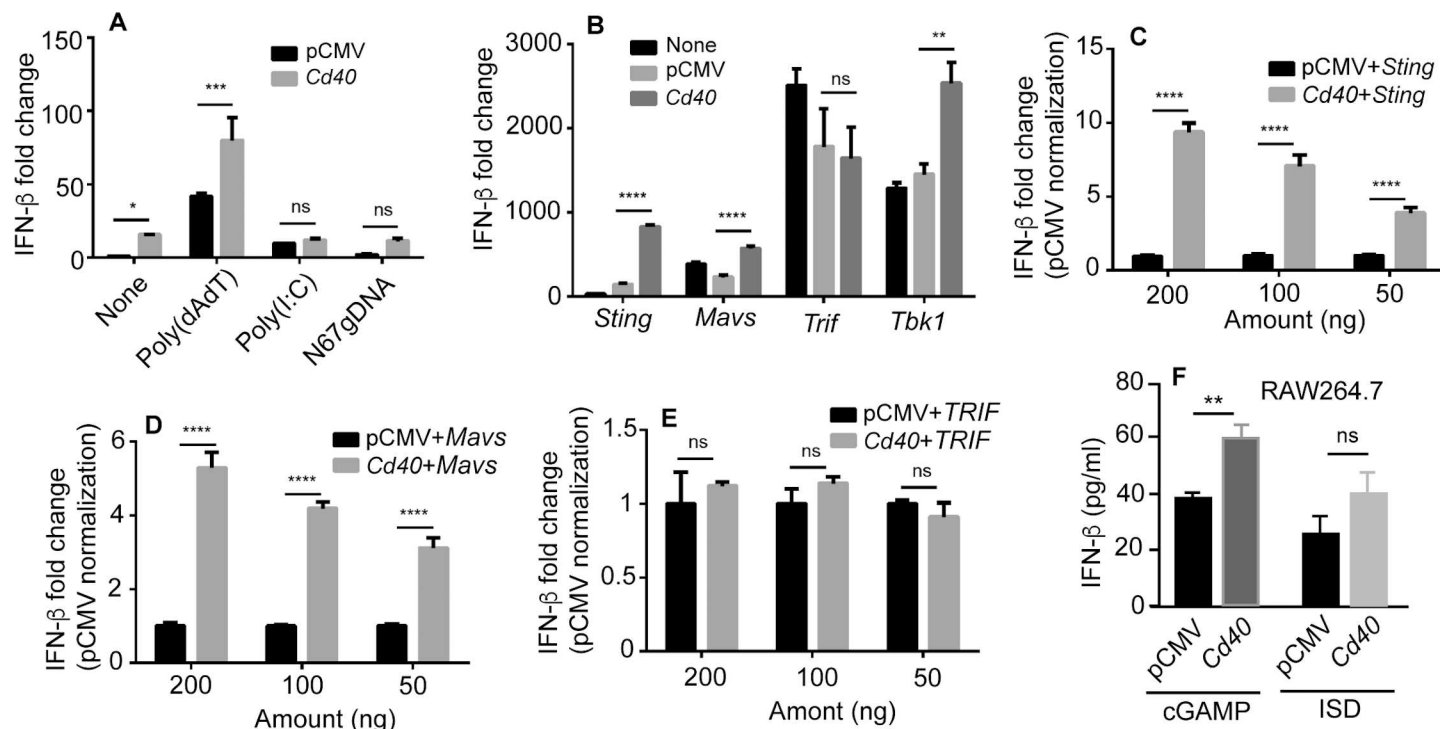 A
IFN-β fold change
150
100
50
0
pCMV
Cd40
*
***
ns
ns
None
Poly(dAdT)
Poly(I:C)
N67gDNA
B
IFN-β fold change
3000
2000
1000
0
None
pCMV
Cd40
****
****
ns
**
Sting
Mavs
Trif
Tbk1
C
IFN-β fold change
(pCMV normalization)
15
10
5
0
pCMV+Sting
Cd40+Sting
****
****
****
200
100
50
Amount (ng)
D
IFN-β fold change
(pCMV normalization)
6
4
2
0
pCMV+Mavs
Cd40+Mavs
****
****
****
200
100
50
Amount (ng)
E
IFN-β fold change
(pCMV normalization)
1.5
1
0.5
0
pCMV+TRIF
Cd40+TRIF
ns
ns
ns
200
100
50
Amont (ng)
F
RAW264.7
IFN-β (pg/ml)
80
60
40
20
0
**
ns
pCMV
Cd40
pCMV
Cd40
cGAMP
ISD